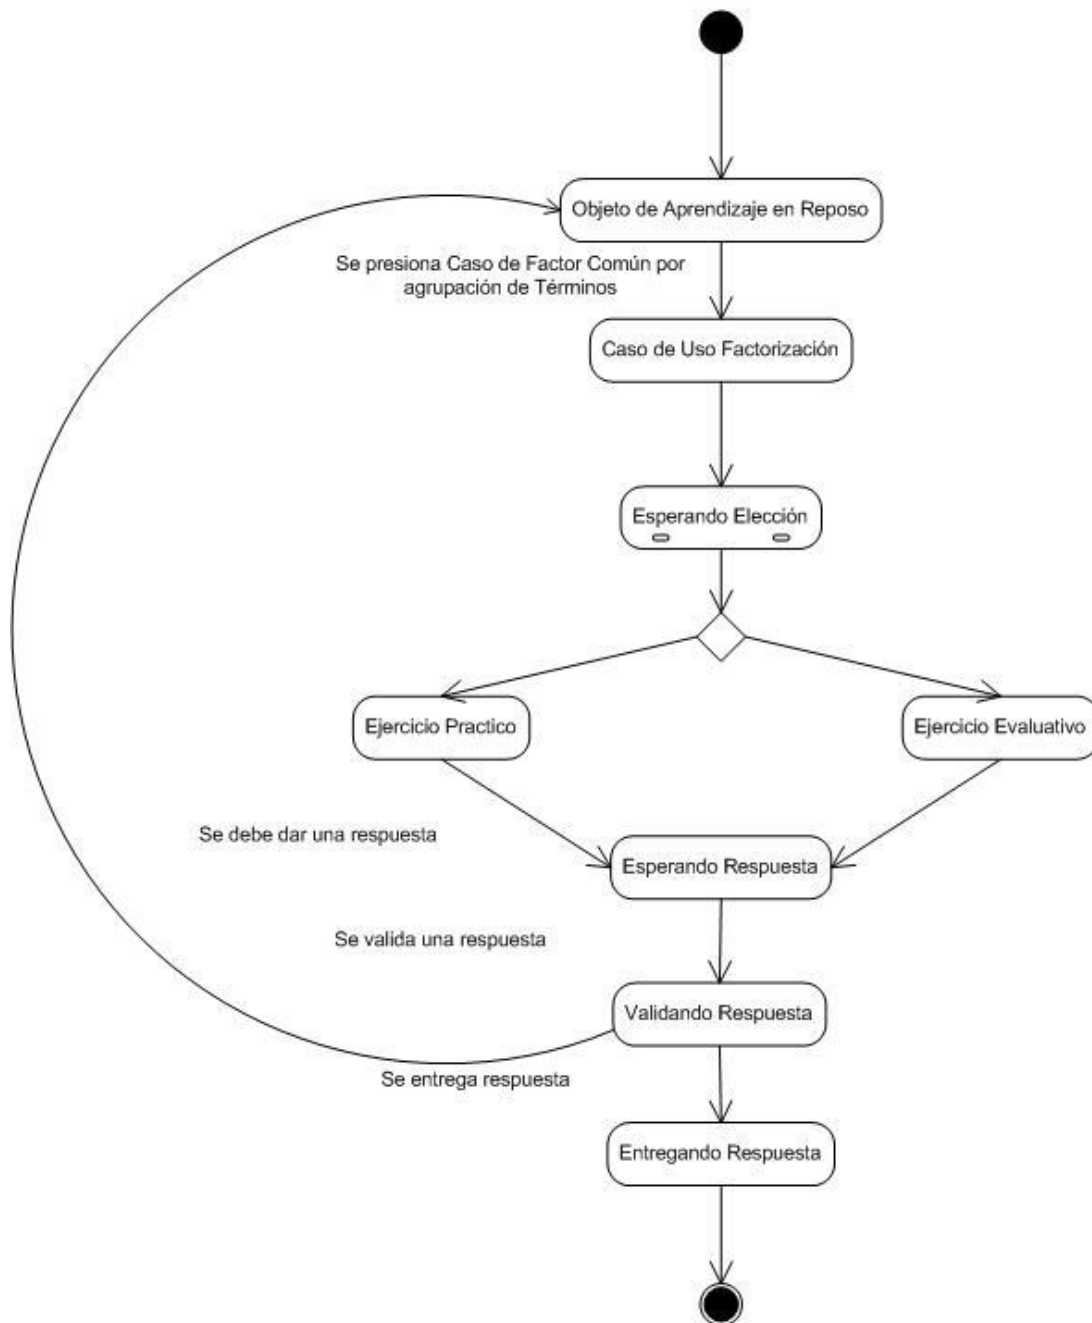 Objeto de Aprendizaje en Reposo
Se presiona Caso de Factor Común por
agrupación de Términos
Caso de Uso Factorización
Esperando Elección
Ejercicio Practico
Ejercicio Evaluativo
Se debe dar una respuesta
Esperando Respuesta
Se valida una respuesta
Validando Respuesta
Se entrega respuesta
Entregando Respuesta